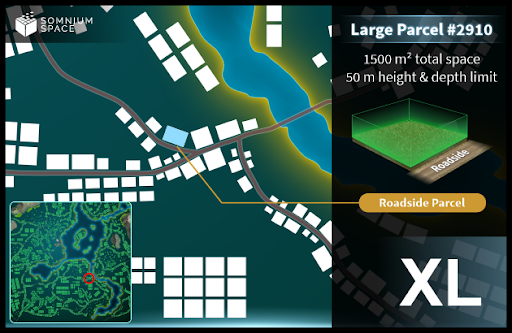 SOMNIUM
SPACE
Large Parcel #2910
1500 m² total space
50 m height & depth limit
Roadside
Roadside Parcel
XL